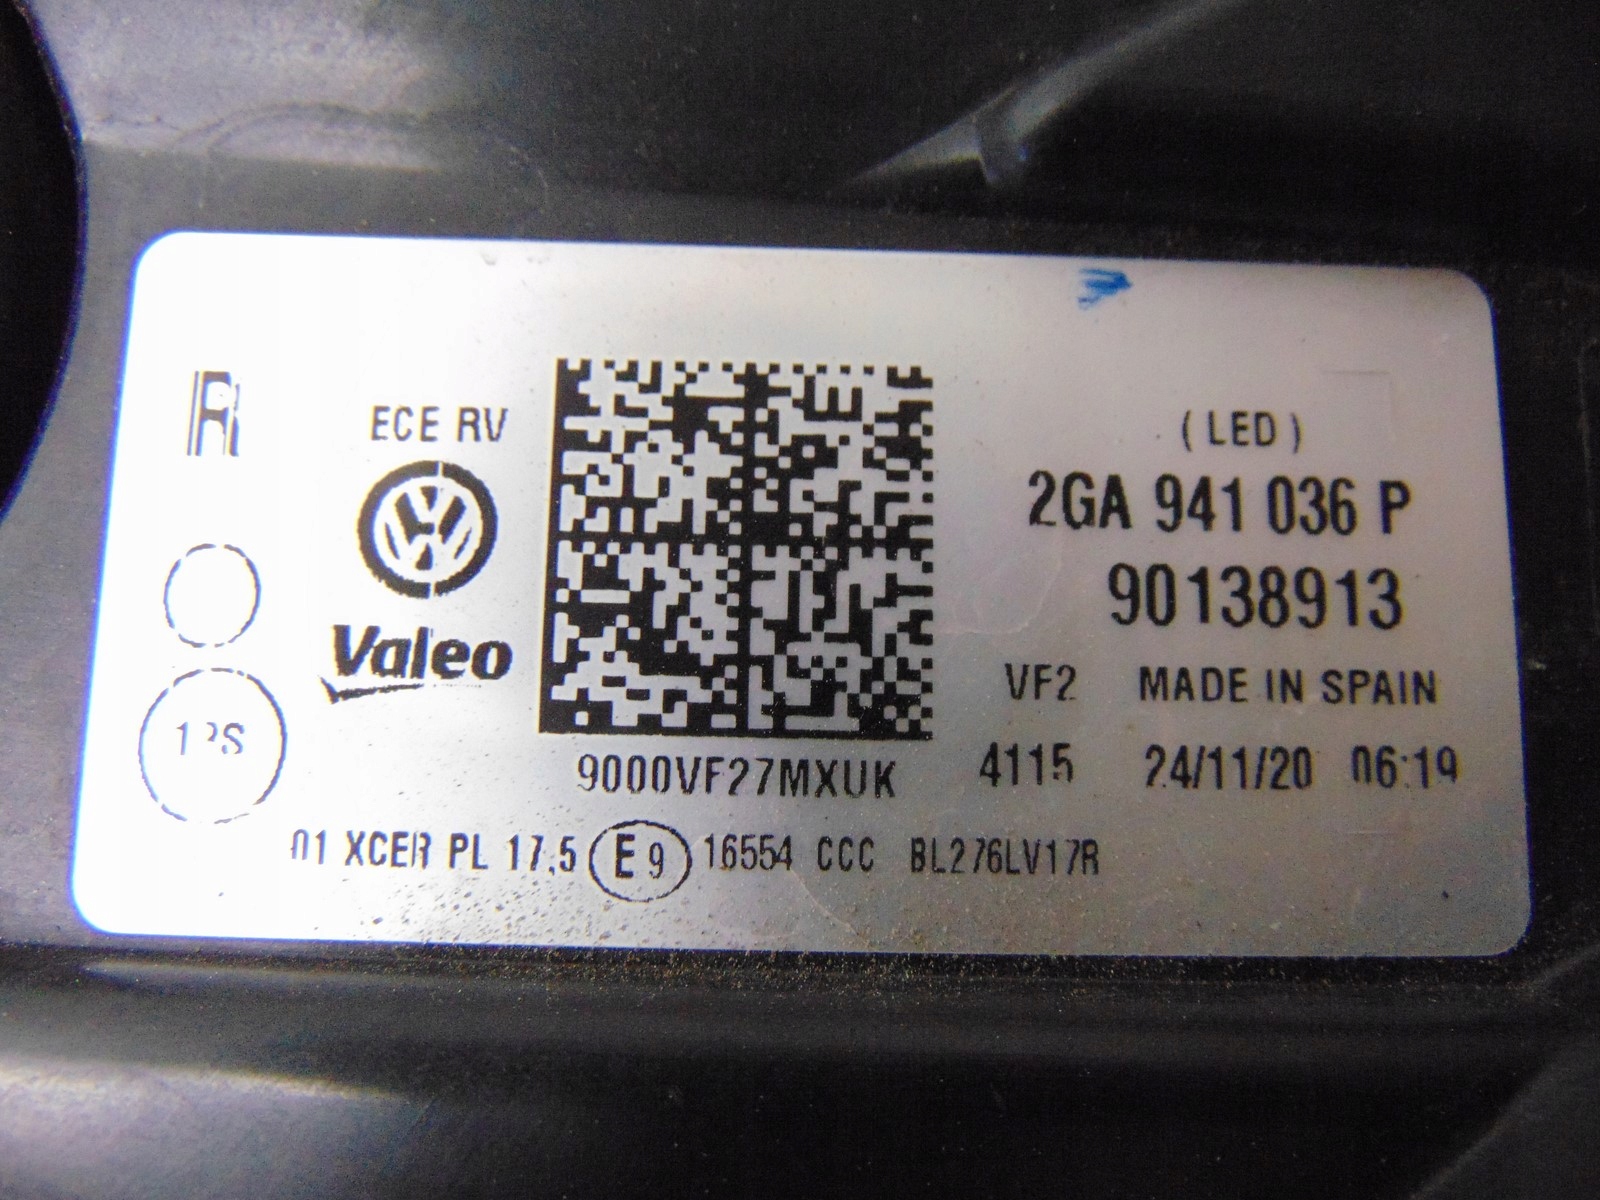 R
ECE RV
( LED )
2GA 941 036 P
90138913
Valeo
VF2 MADE IN SPAIN
9000VF27MXUK
4115 24/11/20 06:19
01 XCER PL 17,5 E9 16554 CCC BL276LV17R